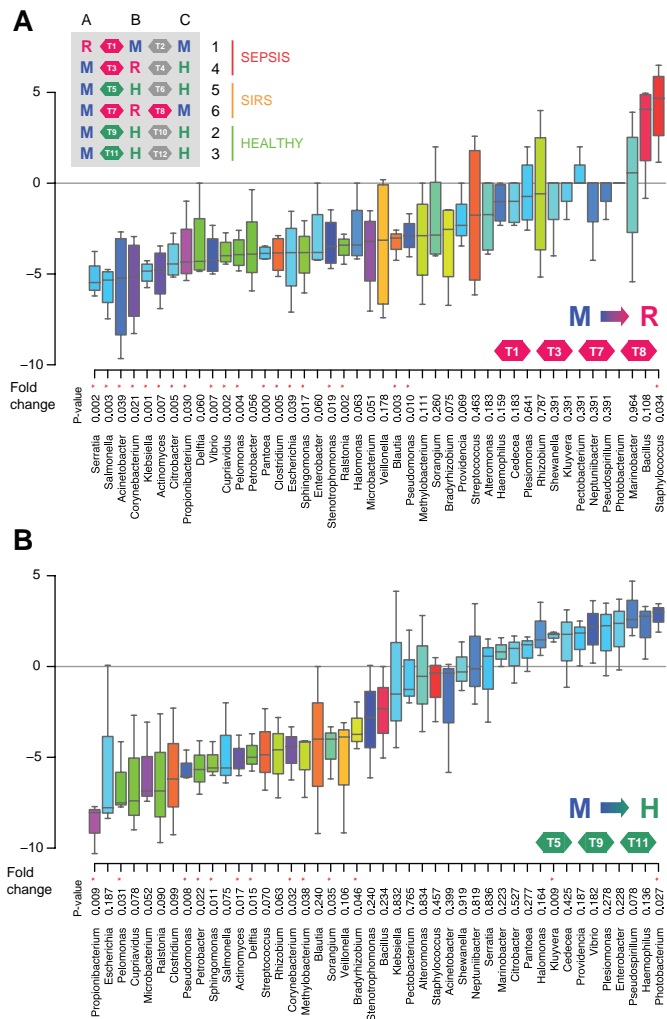 A
A B C
R T1 M T2 M 1
M T3 R T4 H 4
M T5 H T6 H 5
M T7 R T8 M 6
M T9 H T10 H 2
M T11 H T12 H 3
SEPSIS
SIRS
HEALTHY
5
0
−5
−10
M R
T1 T3 T7 T8
Fold change
P-value
* * * * * * * * * * * * * * * * * * * * *
0.002 0.003 0.039 0.021 0.001 0.007 0.005 0.030 0.060 0.007 0.002 0.004 0.056 0.000 0.005 0.039 0.017 0.060 0.019 0.002 0.063 0.051 0.178 0.003 0.010 0.111 0.260 0.075 0.069 0.463 0.183 0.159 0.183 0.641 0.787 0.391 0.391 0.391 0.391 0.391 0.964 0.108 0.034
Serratia
Salmonella
Acinetobacter
Corynebacterium
Klebsiella
Actinomyces
Citrobacter
Propionibacterium
Delftia
Vibrio
Cupriavidus
Pelomonas
Petrobacter
Pantoea
Clostridium
Escherichia
Sphingomonas
Enterobacter
Stenotrophomonas
Ralstonia
Halomonas
Microbacterium
Veillonella
Blautia
Pseudomonas
Methylobacterium
Sorangium
Bradyrhizobium
Providencia
Streptococcus
Alteromonas
Haemophilus
Cedecea
Plesiomonas
Rhizobium
Shewanella
Kluyvera
Pectobacterium
Neptuniibacter
Pseudospirillum
Photobacterium
Marinobacter
Bacillus
Staphylococcus
B
5
0
−5
−10
M H
T5 T9 T11
Fold change
P-value
* * * * * * * * * * * * *
0.009 0.187 0.031 0.078 0.052 0.090 0.099 0.008 0.022 0.011 0.075 0.017 0.015 0.070 0.063 0.032 0.038 0.240 0.035 0.106 0.046 0.240 0.234 0.832 0.765 0.834 0.457 0.399 0.919 0.819 0.836 0.223 0.527 0.277 0.164 0.009 0.425 0.187 0.182 0.278 0.228 0.078 0.136 0.027
Propionibacterium
Escherichia
Pelomonas
Cupriavidus
Microbacterium
Ralstonia
Clostridium
Pseudomonas
Petrobacter
Sphingomonas
Salmonella
Actinomyces
Delftia
Streptococcus
Rhizobium
Corynebacterium
Methylobacterium
Blautia
Sorangium
Veillonella
Bradyrhizobium
Stenotrophomonas
Bacillus
Klebsiella
Pectobacterium
Alteromonas
Staphylococcus
Acinetobacter
Shewanella
Neptuniibacter
Serratia
Marinobacter
Citrobacter
Pantoea
Halomonas
Kluyvera
Cedecea
Providencia
Vibrio
Plesiomonas
Enterobacter
Pseudospirillum
Haemophilus
Photobacterium